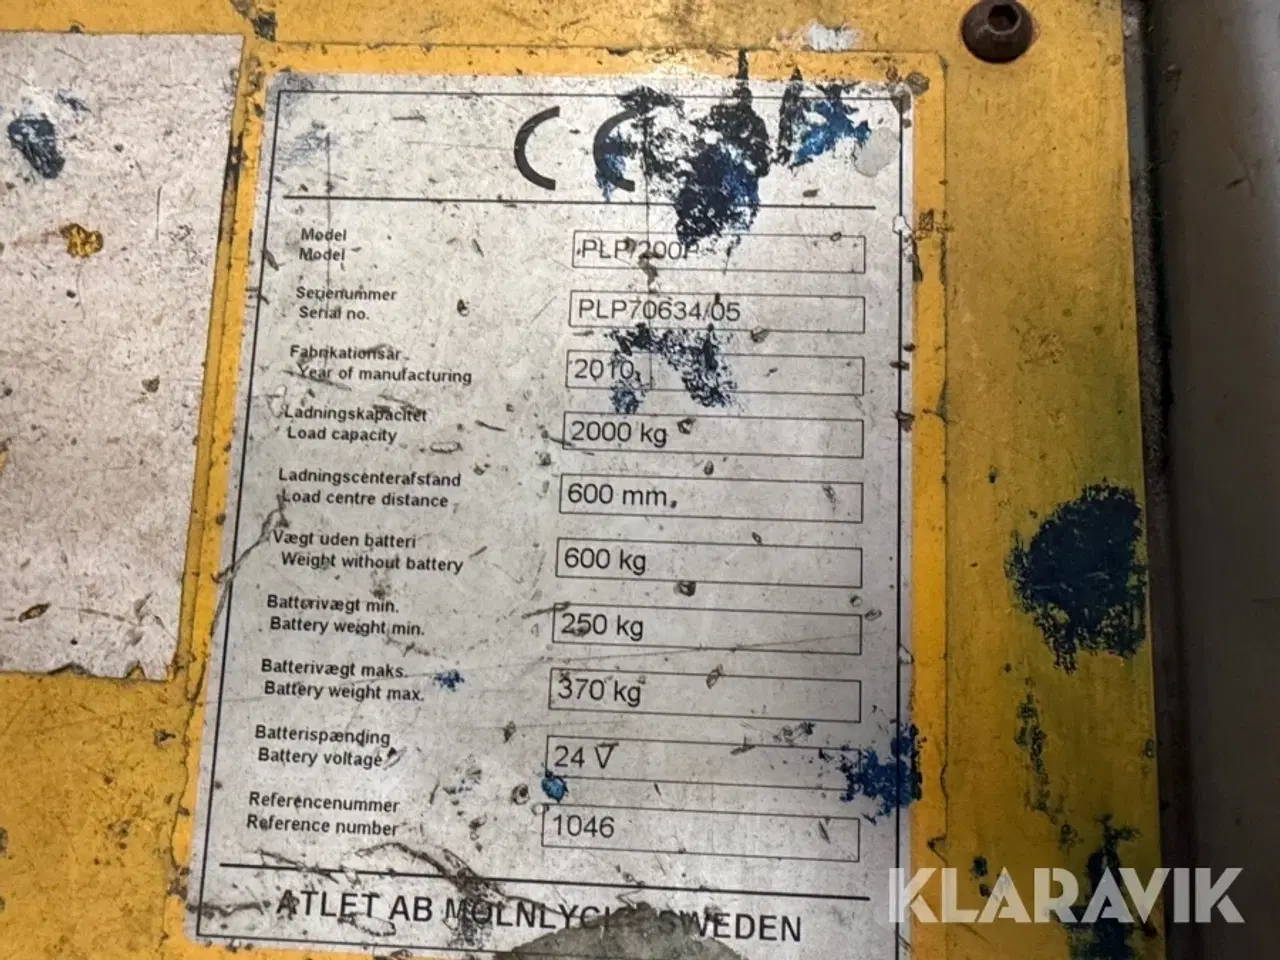 CE
Model
Model
PLP/200P
Serienummer
Serial no.
PLP70634/05
Fabrikationsår
Year of manufacturing
2010
Ladningskapacitet
Load capacity
2000 kg
Ladningscenterafstand
Load centre distance
600 mm.
Vægt uden batteri
Weight without battery
600 kg
Batterivægt min.
Battery weight min.
250 kg
Batterivægt maks.
Battery weight max.
370 kg
Batterispænding
Battery voltage
24 V
Referencenummer
Reference number
1046
ATLET AB MÖLNLYCKE SWEDEN
KLARAVIK